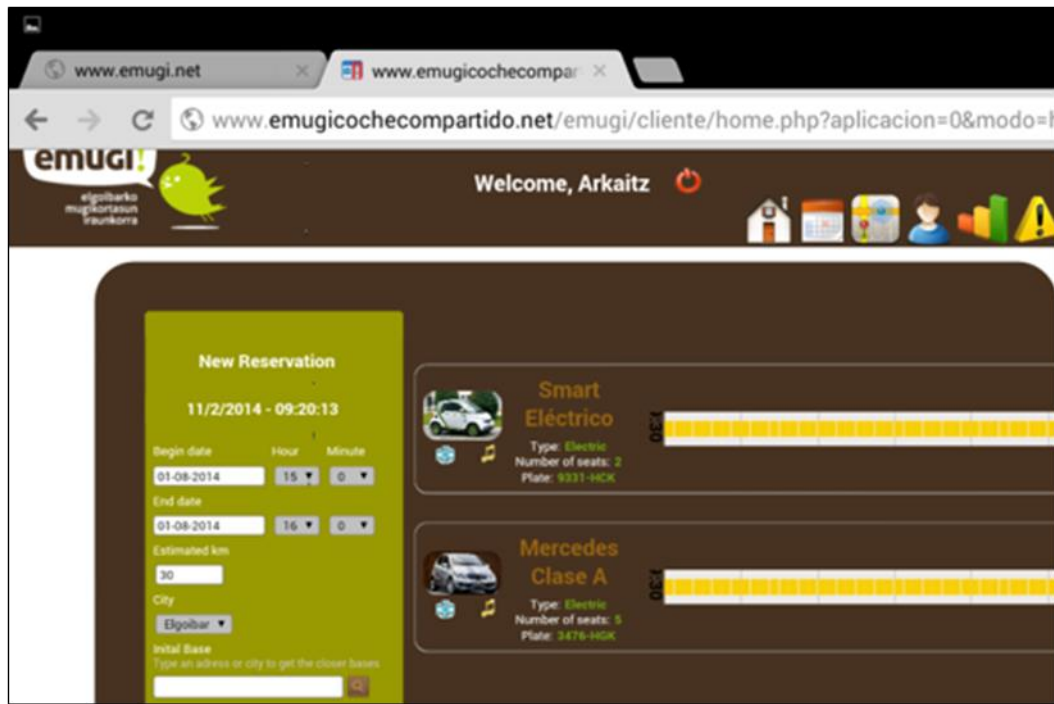 www.emugi.net
www.emugicochecompar
www.emugicochecompartido.net/emugi/cliente/home.php?aplicacion=0&modo=h
emugi!
elgoibarko
mugikortasun
iraunkorra
Welcome, Arkaitz
New Reservation
11/2/2014 - 09:20:13
Begin date Hour Minute
01-08-2014 15 0
End date
01-08-2014 16 0
Estimated km
30
City
Elgoibar
Inital Base
Type an adress or city to get the closer bases
Smart
Eléctrico
Type: Electric
Number of seats: 2
Plate: 9331-HCK
Mercedes
Clase A
Type: Electric
Number of seats: 5
Plate: 3476-HGK